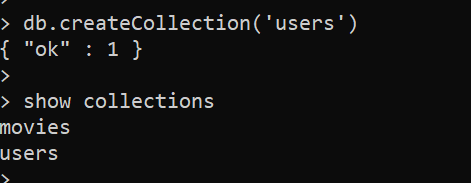 >
> db.createCollection('users')
{ "ok" : 1 }
>
> show collections
movies
users
>